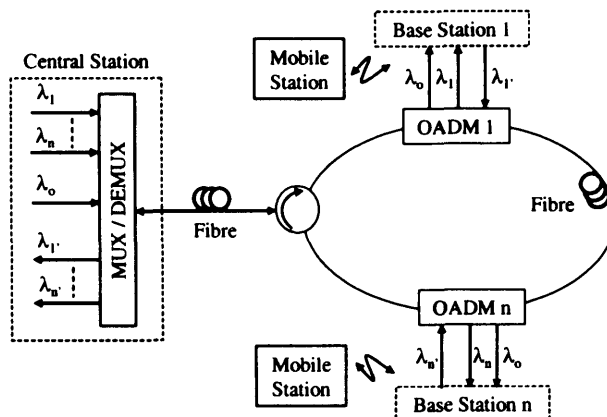 Central Station
λ₁
λₙ
λₒ
λ₁'
λₙ'
MUX / DEMUX
Fibre
Mobile
Station
Base Station 1
λₒ
λ₁
λ₁'
OADM 1
Fibre
OADM n
Mobile
Station
λₙ'
λₙ
λₒ
Base Station n